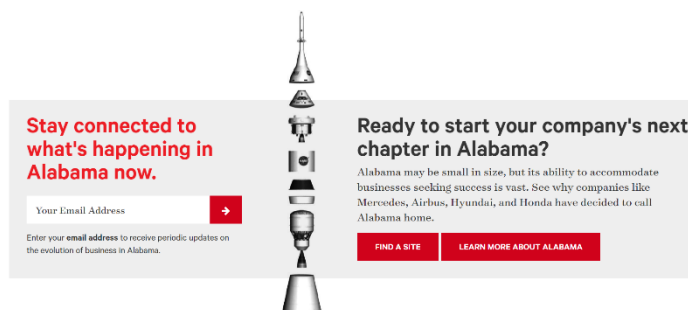 Stay connected to
what's happening in
Alabama now.
Your Email Address
Enter your email address to receive periodic updates on
the evolution of business in Alabama.
Ready to start your company's next
chapter in Alabama?
Alabama may be small in size, but its ability to accommodate
businesses seeking success is vast. See why companies like
Mercedes, Airbus, Hyundai, and Honda have decided to call
Alabama home.
FIND A SITE
LEARN MORE ABOUT ALABAMA